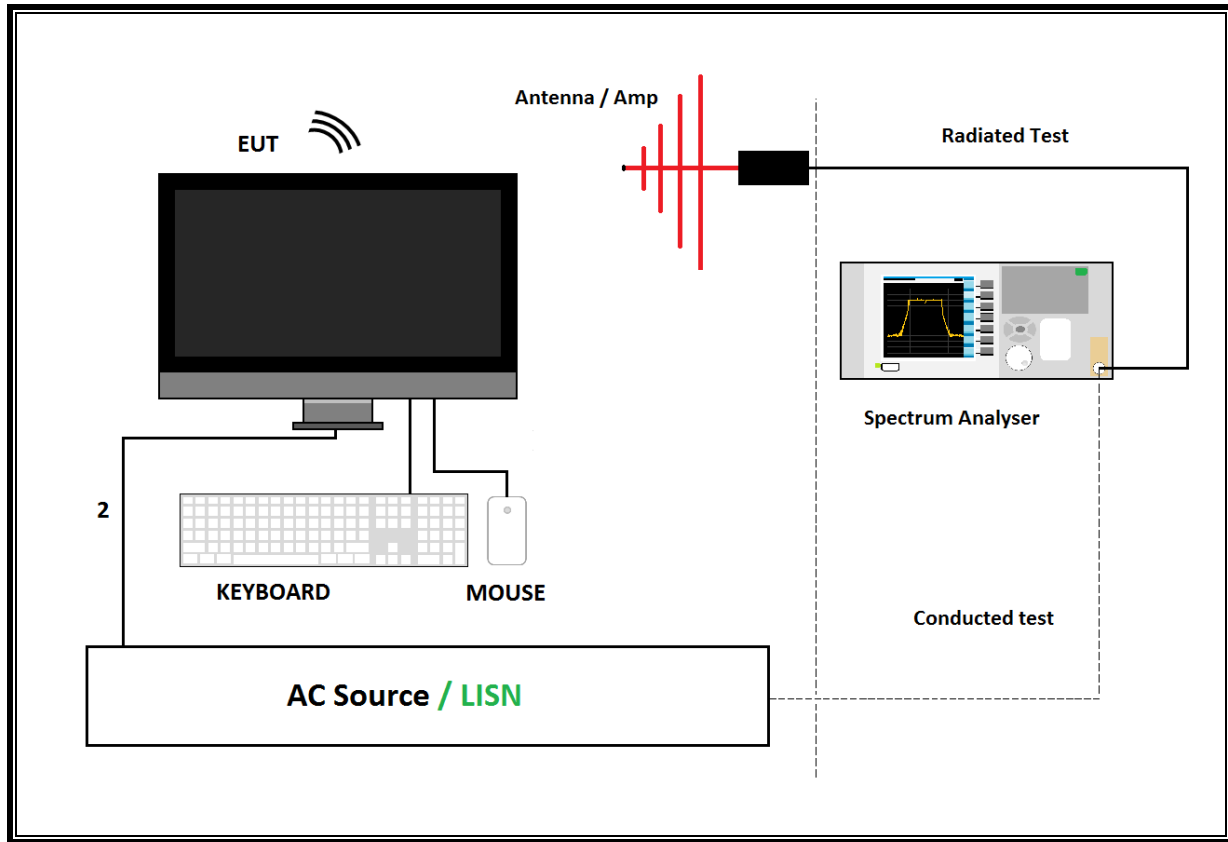 Antenna / Amp
Radiated Test
EUT
Spectrum Analyser
2
KEYBOARD
MOUSE
Conducted test
AC Source / LISN